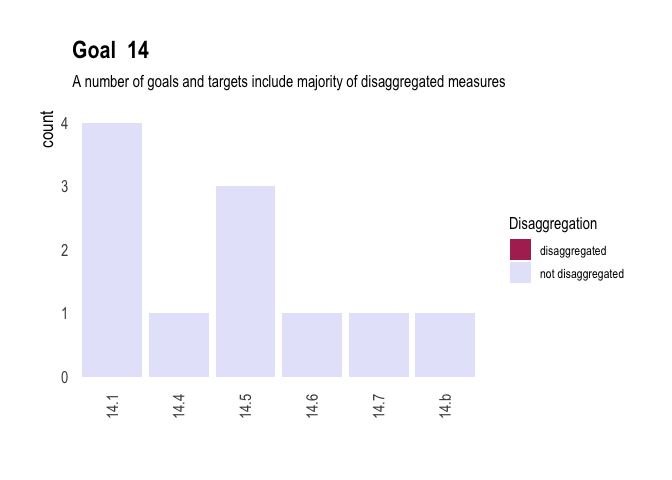 Goal 14
A number of goals and targets include majority of disaggregated measures
count
4
3
2
1
0
14.1
14.4
14.5
14.6
14.7
14.b
Disaggregation
disaggregated
not disaggregated